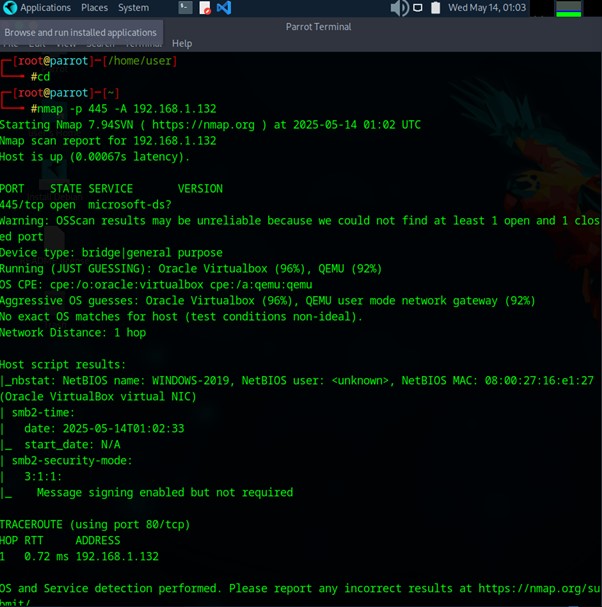 Applications Places System Wed May 14, 01:03
Parrot Terminal
Browse and run installed applications
File Edit View Search Terminal Help
┌─[root@parrot]─[/home/user]
└──╼ #cd
┌─[root@parrot]─[~]
└──╼ #nmap -p 445 -A 192.168.1.132
Starting Nmap 7.94SVN ( https://nmap.org ) at 2025-05-14 01:02 UTC
Nmap scan report for 192.168.1.132
Host is up (0.00067s latency).
PORT    STATE SERVICE       VERSION
445/tcp open  microsoft-ds?
Warning: OSScan results may be unreliable because we could not find at least 1 open and 1 clos
ed port
Device type: bridge|general purpose
Running (JUST GUESSING): Oracle Virtualbox (96%), QEMU (92%)
OS CPE: cpe:/o:oracle:virtualbox cpe:/a:qemu:qemu
Aggressive OS guesses: Oracle Virtualbox (96%), QEMU user mode network gateway (92%)
No exact OS matches for host (test conditions non-ideal).
Network Distance: 1 hop
Host script results:
|_nbstat: NetBIOS name: WINDOWS-2019, NetBIOS user: <unknown>, NetBIOS MAC: 08:00:27:16:e1:27
(Oracle VirtualBox virtual NIC)
| smb2-time:
|   date: 2025-05-14T01:02:33
|_  start_date: N/A
| smb2-security-mode:
|   3:1:1:
|_    Message signing enabled but not required
TRACEROUTE (using port 80/tcp)
HOP RTT     ADDRESS
1   0.72 ms 192.168.1.132
OS and Service detection performed. Please report any incorrect results at https://nmap.org/su
bmit/